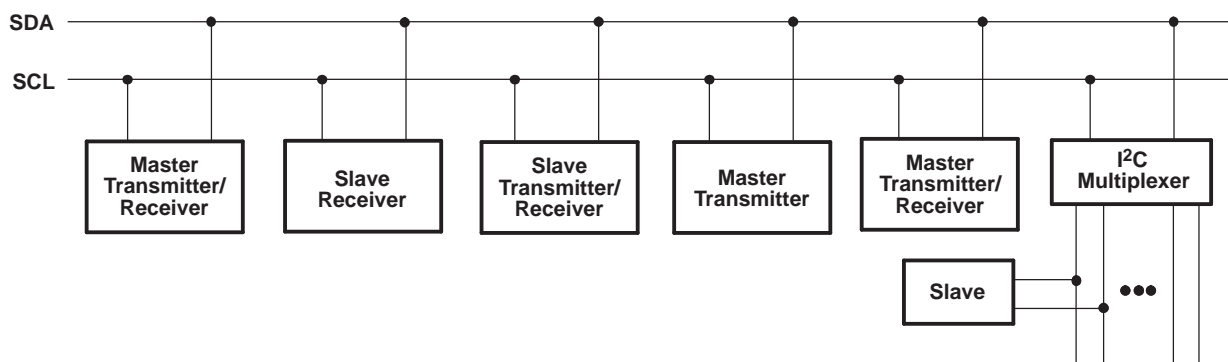 SDA
SCL
Master
Transmitter/
Receiver
Slave
Receiver
Slave
Transmitter/
Receiver
Master
Transmitter
Master
Transmitter/
Receiver
I²C
Multiplexer
Slave